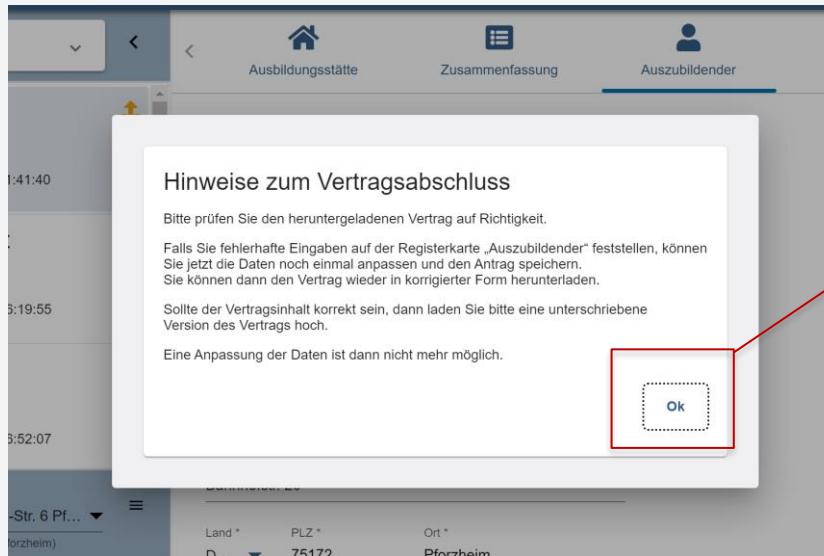 Ausbildungsstätte
Zusammenfassung
Auszubildender
1:41:40
6:19:55
6:52:07
Hinweise zum Vertragsabschluss
Bitte prüfen Sie den heruntergeladenen Vertrag auf Richtigkeit.
Falls Sie fehlerhafte Eingaben auf der Registerkarte „Auszubildender“ feststellen, können
Sie jetzt die Daten noch einmal anpassen und den Antrag speichern.
Sie können dann den Vertrag wieder in korrigierter Form herunterladen.
Sollte der Vertragsinhalt korrekt sein, dann laden Sie bitte eine unterschriebene
Version des Vertrags hoch.
Eine Anpassung der Daten ist dann nicht mehr möglich.
Ok
-Str. 6 Pf...
forzheim)
Land * PLZ * Ort *
D 75172 Pforzheim